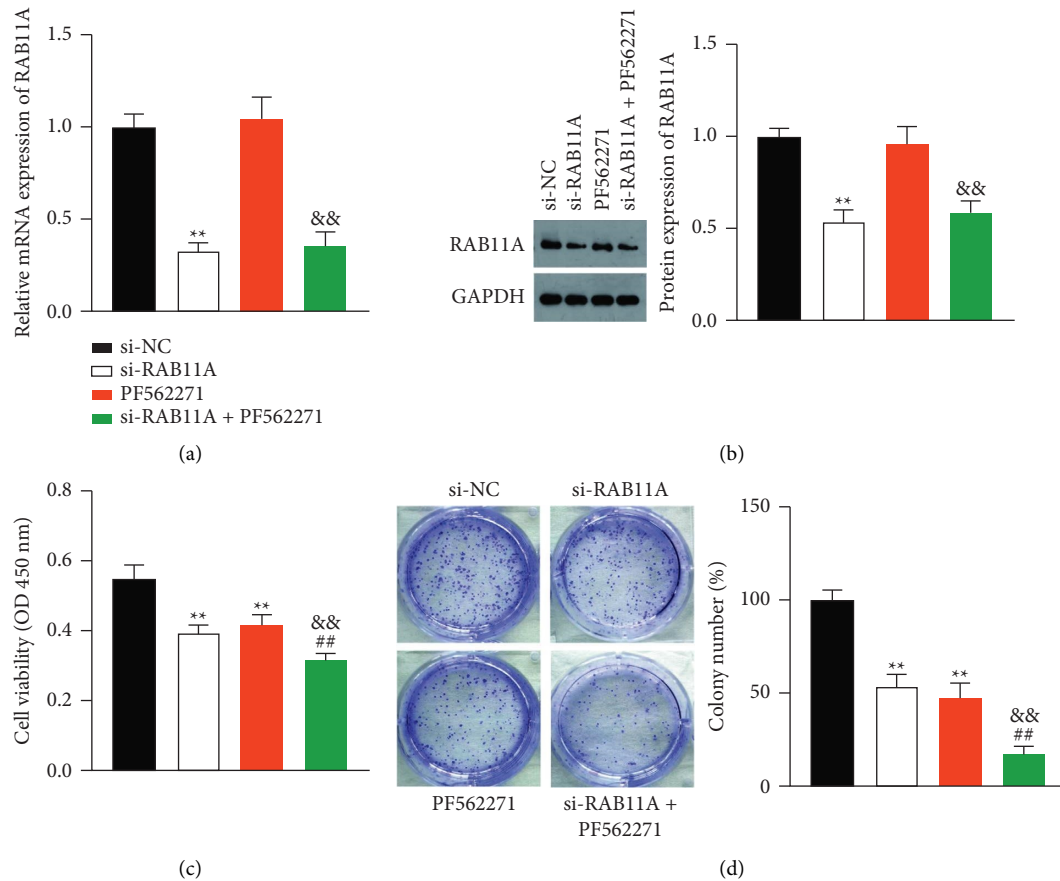 Relative mRNA expression of RAB11A
1.5
1.0
0.5
0.0
**
&&
si-NC
si-RAB11A
PF562271
si-RAB11A + PF562271
(a)
si-NC
si-RAB11A
PF562271
si-RAB11A + PF562271
RAB11A
GAPDH
Protein expression of RAB11A
1.5
1.0
0.5
0.0
**
&&
(b)
Cell viability (OD 450 nm)
0.8
0.6
0.4
0.2
0.0
**
**
&&
##
(c)
si-NC
si-RAB11A
PF562271
si-RAB11A +
PF562271
Colony number (%)
150
100
50
0
**
**
&&
##
(d)